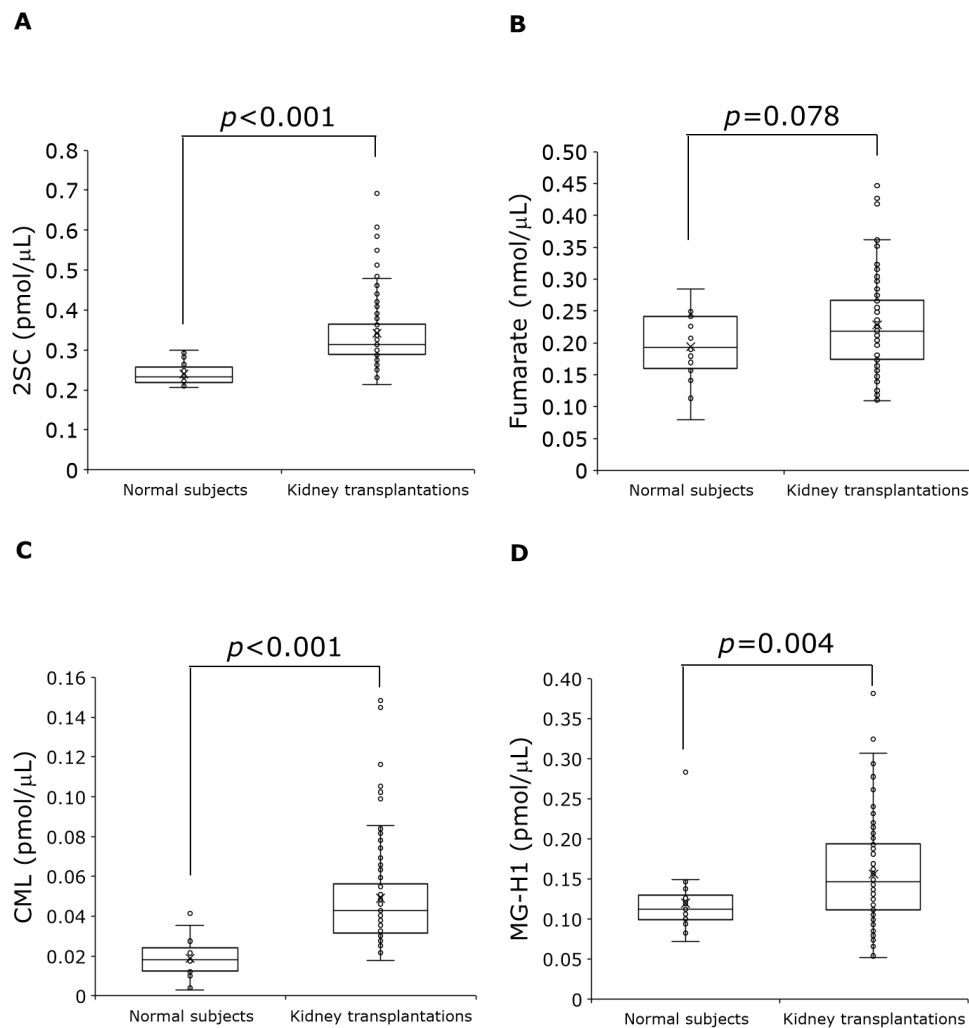 A
p<0.001
0.8
0.7
0.6
0.5
0.4
0.3
0.2
0.1
0
2SC (pmol/μL)
Normal subjects
Kidney transplantations
B
p=0.078
0.50
0.45
0.40
0.35
0.30
0.25
0.20
0.15
0.10
0.05
0
Fumarate (nmol/μL)
Normal subjects
Kidney transplantations
C
p<0.001
0.16
0.14
0.12
0.10
0.08
0.06
0.04
0.02
0
CML (pmol/μL)
Normal subjects
Kidney transplantations
D
p=0.004
0.40
0.35
0.30
0.25
0.20
0.15
0.10
0.05
0
MG-H1 (pmol/μL)
Normal subjects
Kidney transplantations